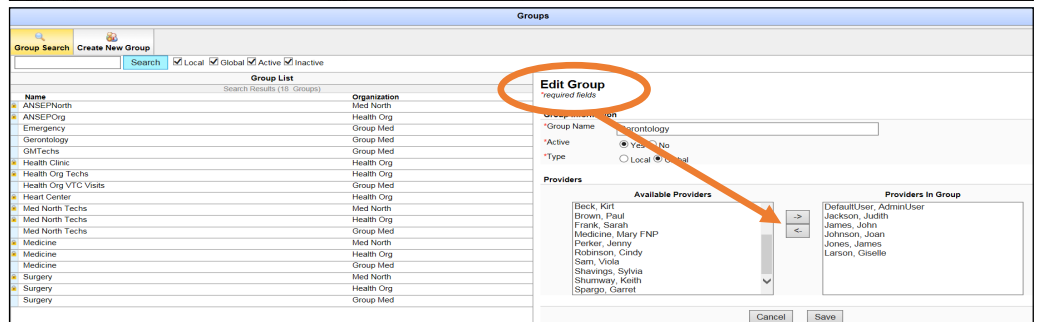 Groups
Group Search Create New Group
Search Local Global Active Inactive
Group List
Search Results (18 Groups)
Name Organization
ANSEPNorth Med North
ANSEPOrg Health Org
Emergency Group Med
Gerontology Group Med
GMTechs Group Med
Health Clinic Health Org
Health Org Techs Health Org
Health Org VTC Visits Group Med
Heart Center Health Org
Med North Techs Med North
Med North Techs Health Org
Med North Techs Group Med
Medicine Med North
Medicine Health Org
Medicine Group Med
Surgery Med North
Surgery Health Org
Surgery Group Med
Edit Group
*required fields
Group Information
*Group Name Gerontology
*Active Yes No
*Type Local Global
Providers
Available Providers
Beck, Kirt
Brown, Paul
Frank, Sarah
Medicine, Mary FNP
Perker, Jenny
Robinson, Cindy
Sam, Viola
Shavings, Sylvia
Shumway, Keith
Spargo, Garret
->
<-
Providers In Group
DefaultUser, AdminUser
Jackson, Judith
James, John
Johnson, Joan
Jones, James
Larson, Giselle
Cancel Save